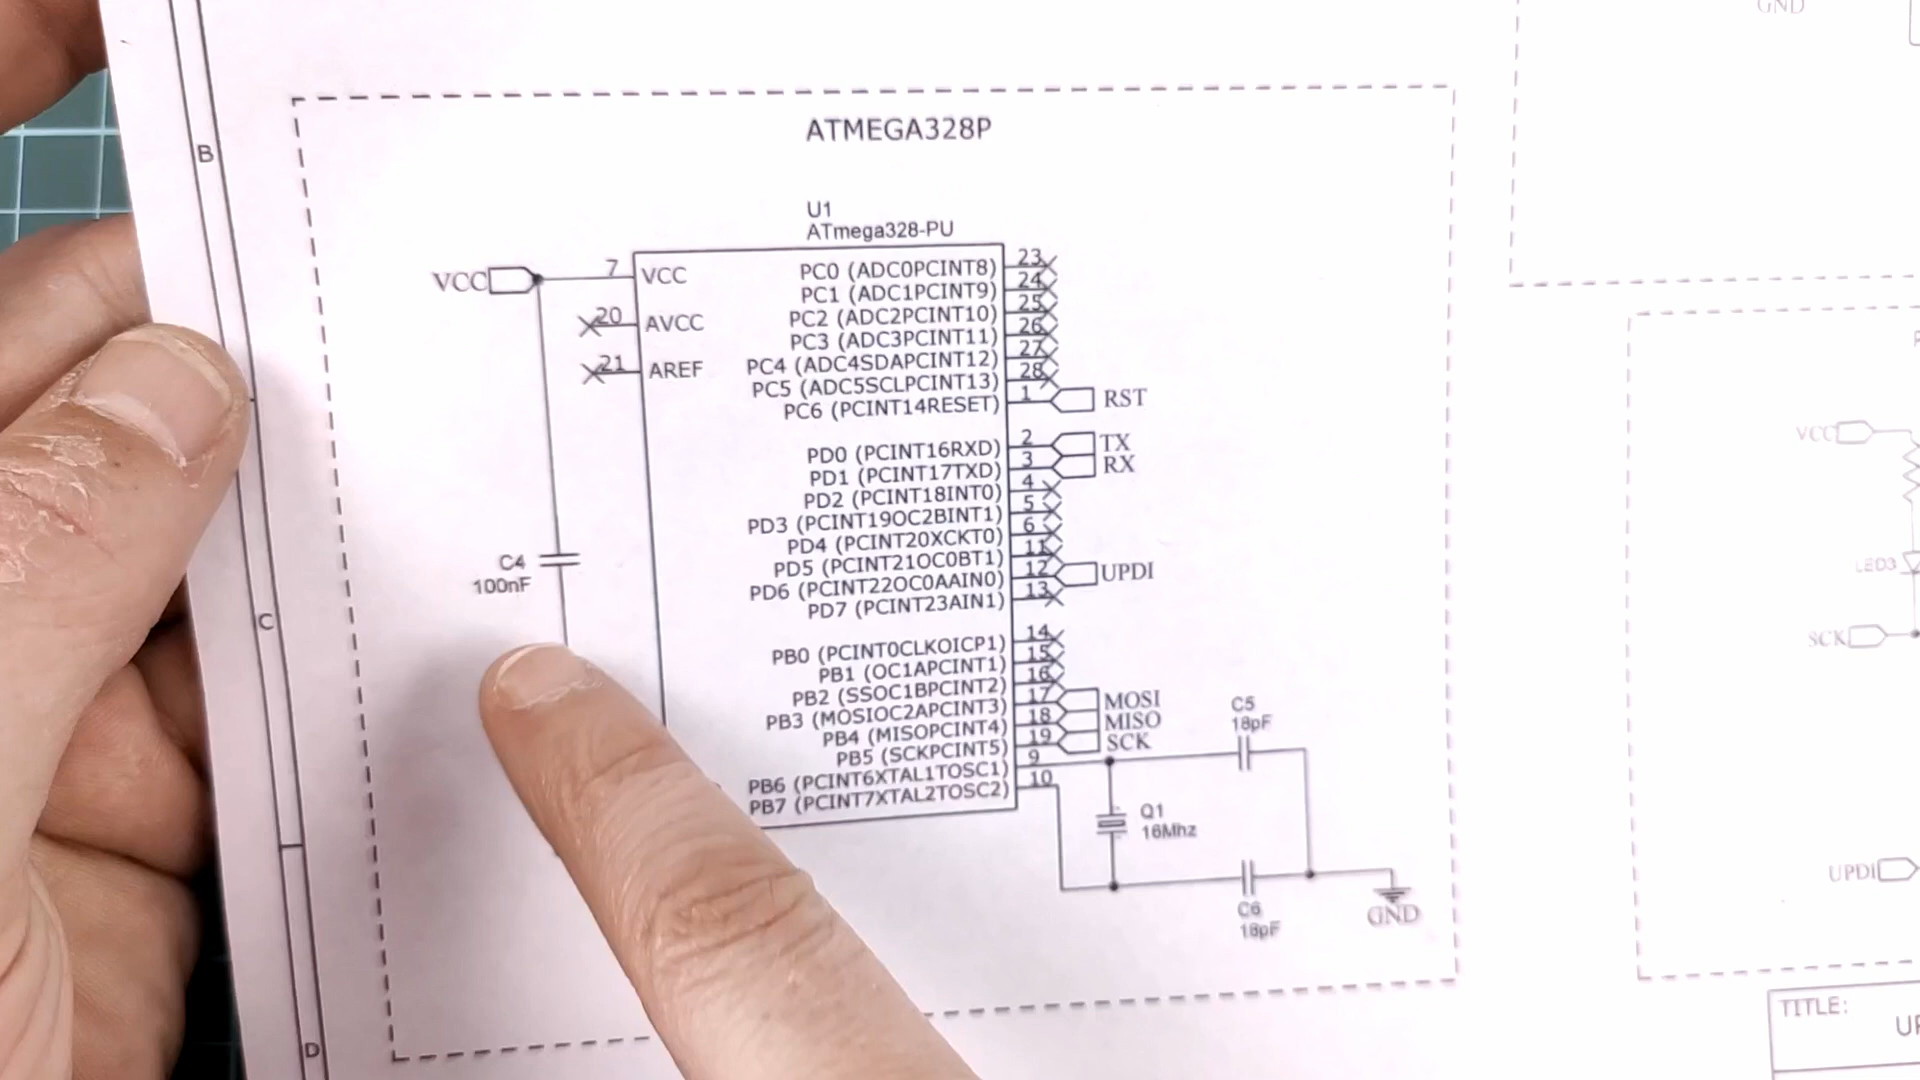 GND
B
ATMEGA328P
U1
ATmega328-PU
VCC
7
VCC
20
AVCC
21
AREF
PC0 (ADC0PCINT8)
23
PC1 (ADC1PCINT9)
24
PC2 (ADC2PCINT10)
25
PC3 (ADC3PCINT11)
26
PC4 (ADC4SDAPCINT12)
27
PC5 (ADC5SCLPCINT13)
28
PC6 (PCINT14RESET)
1
RST
PD0 (PCINT16RXD)
2
TX
PD1 (PCINT17TXD)
3
RX
PD2 (PCINT18INT0)
4
PD3 (PCINT19OC2BINT1)
5
PD4 (PCINT20XCKT0)
6
PD5 (PCINT21OC0BT1)
11
PD6 (PCINT22OC0AAIN0)
12
UPDI
PD7 (PCINT23AIN1)
13
C4
100nF
C
PB0 (PCINT0CLKOICP1)
14
PB1 (OC1APCINT1)
15
PB2 (SSOC1BPCINT2)
16
PB3 (MOSIOC2APCINT3)
17
MOSI
PB4 (MISOPCINT4)
18
MISO
PB5 (SCKPCINT5)
19
SCK
PB6 (PCINT6XTAL1TOSC1)
9
PB7 (PCINT7XTAL2TOSC2)
10
C5
18pF
Q1
16Mhz
C6
18pF
GND
VCC
LED3
SCK
UPDI
D
TITLE: